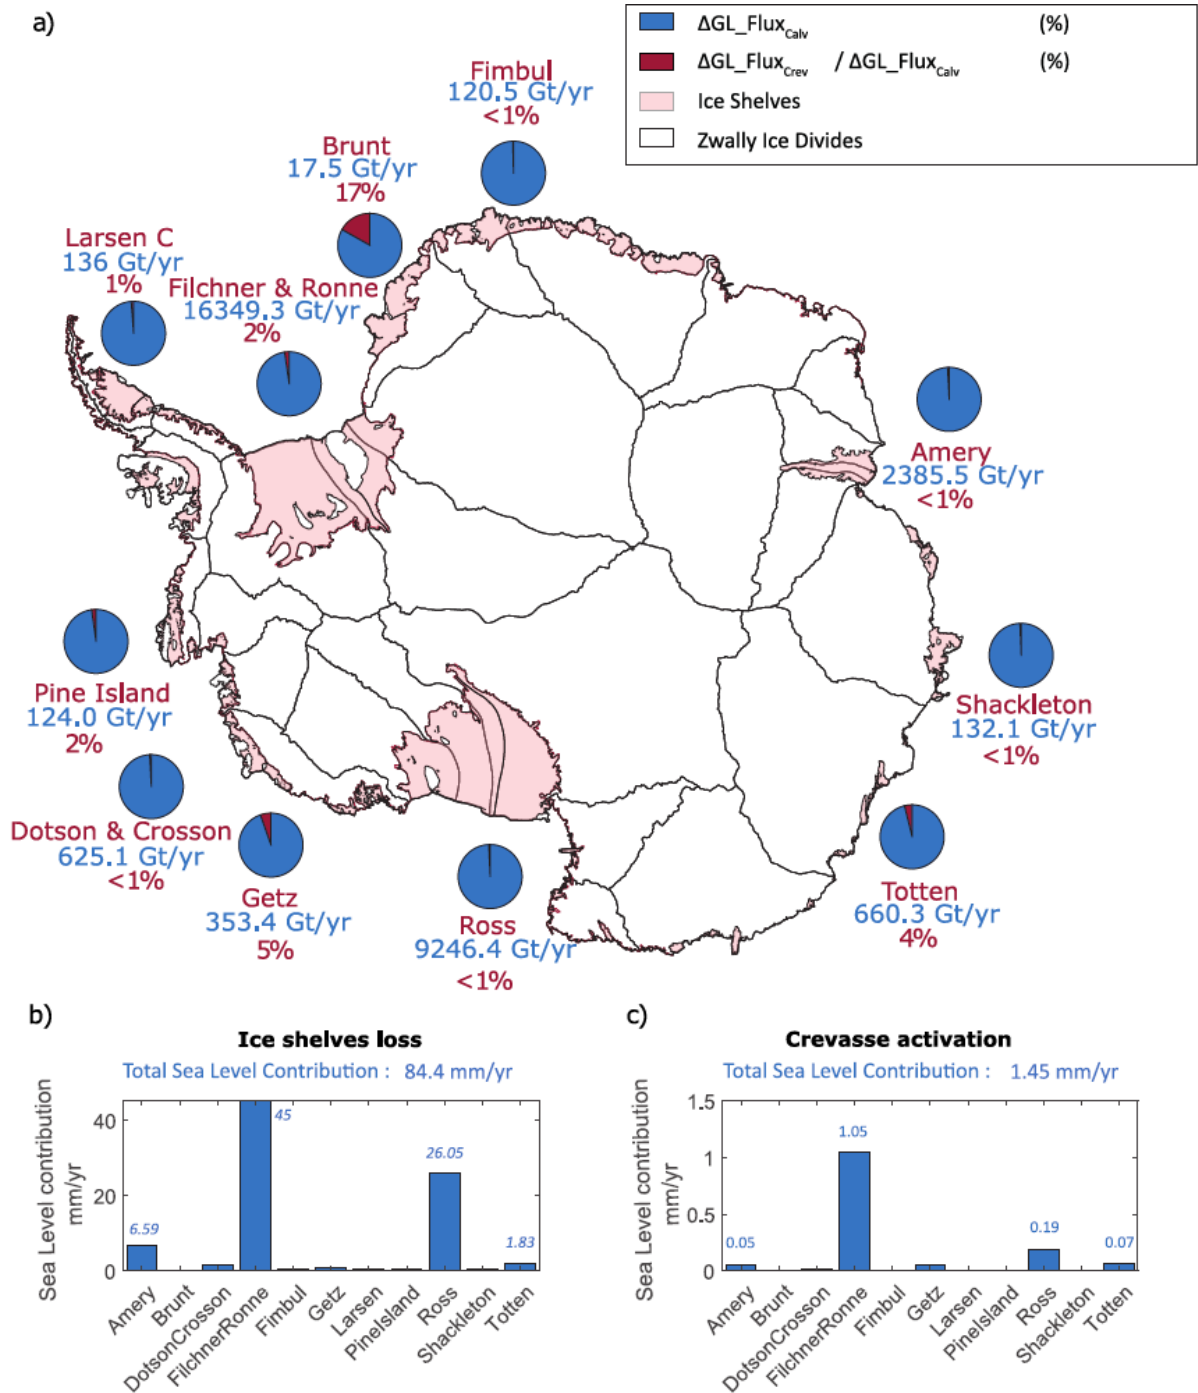 a)
ΔGL_Flux_Calv (%)
ΔGL_Flux_Crev / ΔGL_Flux_Calv (%)
Ice Shelves
Zwally Ice Divides
Fimbul
120.5 Gt/yr
<1%
Brunt
17.5 Gt/yr
17%
Larsen C
136 Gt/yr
1%
Filchner & Ronne
16349.3 Gt/yr
2%
Amery
2385.5 Gt/yr
<1%
Pine Island
124.0 Gt/yr
2%
Shackleton
132.1 Gt/yr
<1%
Dotson & Crosson
625.1 Gt/yr
<1%
Getz
353.4 Gt/yr
5%
Ross
9246.4 Gt/yr
<1%
Totten
660.3 Gt/yr
4%
b)
Ice shelves loss
Total Sea Level Contribution : 84.4 mm/yr
Sea Level contribution
mm/yr
40
20
0
6.59
45
26.05
1.83
Amery
Brunt
DotsonCrosson
FilchnerRonne
Fimbul
Getz
Larsen
PineIsland
Ross
Shackleton
Totten
c)
Crevasse activation
Total Sea Level Contribution : 1.45 mm/yr
Sea Level contribution
mm/yr
1.5
1
0.5
0
0.05
1.05
0.19
0.07
Amery
Brunt
DotsonCrosson
FilchnerRonne
Fimbul
Getz
Larsen
PineIsland
Ross
Shackleton
Totten